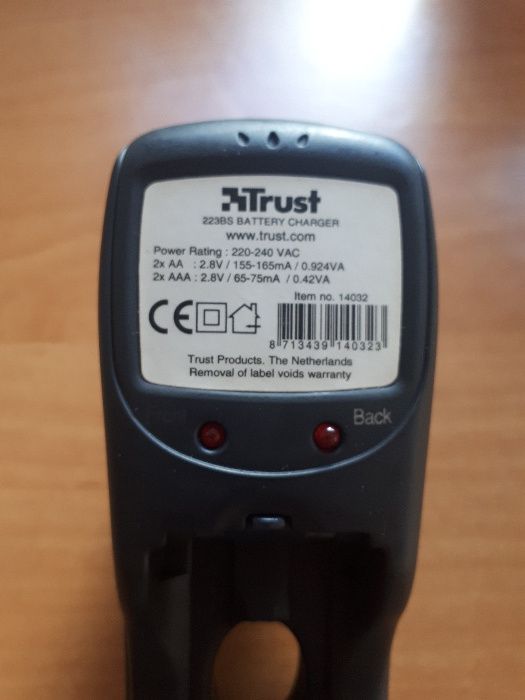 Trust
223BS BATTERY CHARGER
www.trust.com
Power Rating : 220-240 VAC
2x AA : 2.8V / 155-165mA / 0.924VA
2x AAA : 2.8V / 65-75mA / 0.42VA
Item no. 14032
CE
8 713439 140323
Trust Products. The Netherlands
Removal of label voids warranty
Front Back